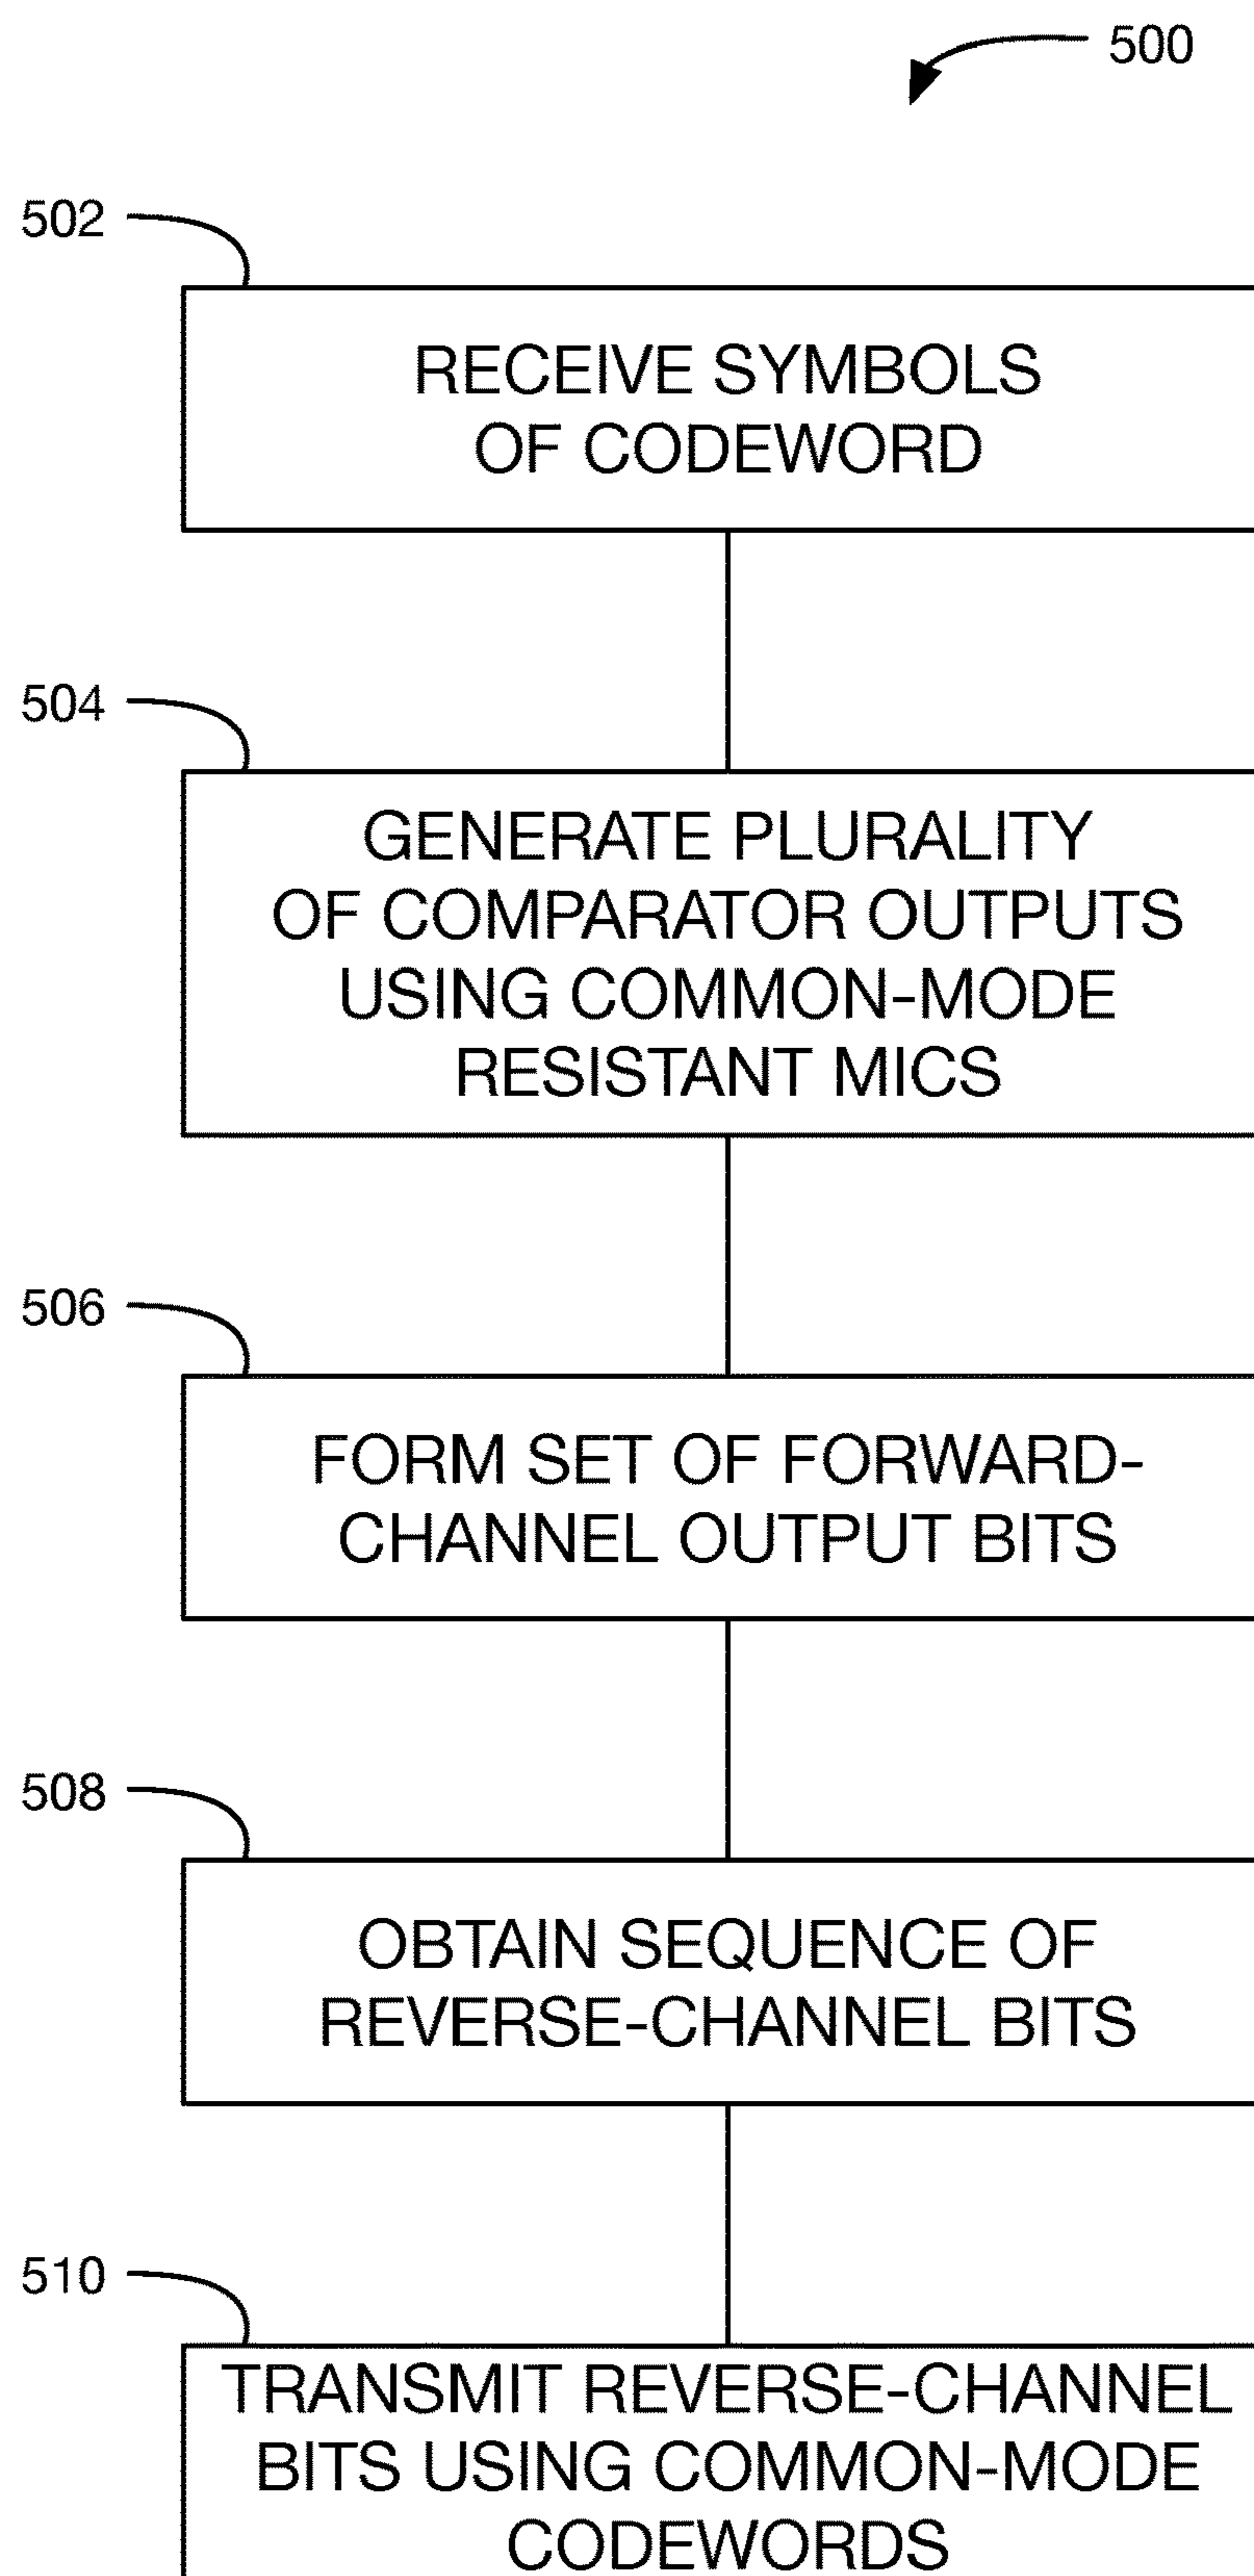 500
502
RECEIVE SYMBOLS
OF CODEWORD
504
GENERATE PLURALITY
OF COMPARATOR OUTPUTS
USING COMMON-MODE
RESISTANT MICS
506
FORM SET OF FORWARD-
CHANNEL OUTPUT BITS
508
OBTAIN SEQUENCE OF
REVERSE-CHANNEL BITS
510
TRANSMIT REVERSE-CHANNEL
BITS USING COMMON-MODE
CODEWORDS